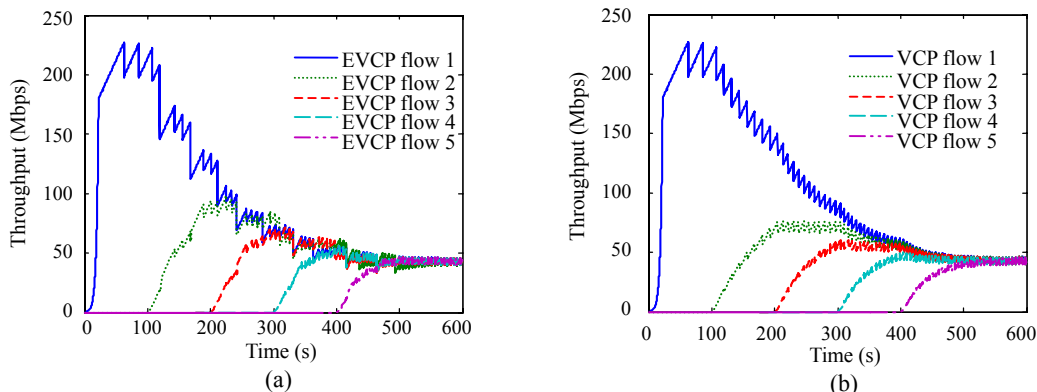 250
200
150
100
50
0
Throughput (Mbps)
EVCP flow 1
EVCP flow 2
EVCP flow 3
EVCP flow 4
EVCP flow 5
0 100 200 300 400 500 600
Time (s)
(a)
250
200
150
100
50
0
Throughput (Mbps)
VCP flow 1
VCP flow 2
VCP flow 3
VCP flow 4
VCP flow 5
0 100 200 300 400 500 600
Time (s)
(b)